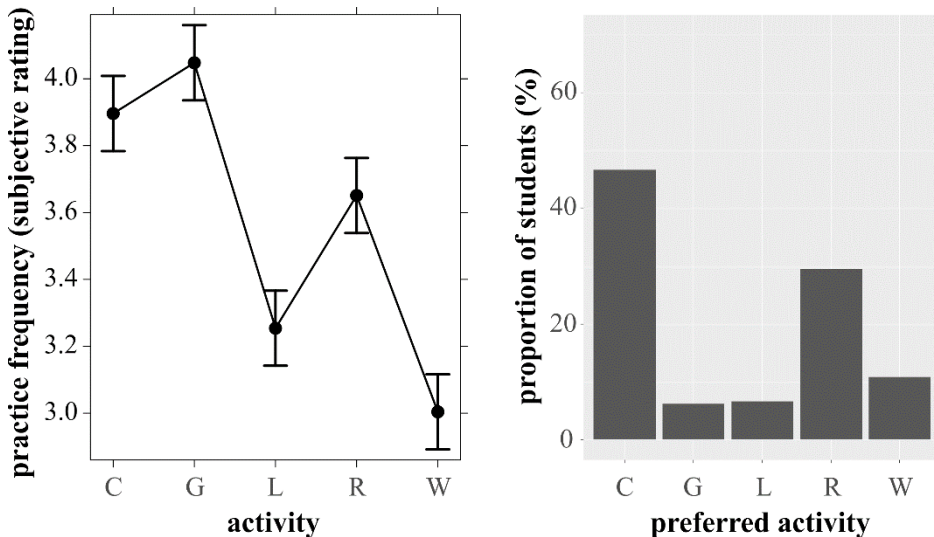 practice frequency (subjective rating)
4.0
3.8
3.6
3.4
3.2
3.0
C G L R W
activity
proportion of students (%)
60
40
20
0
C G L R W
preferred activity